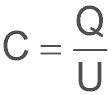 C = Q/U